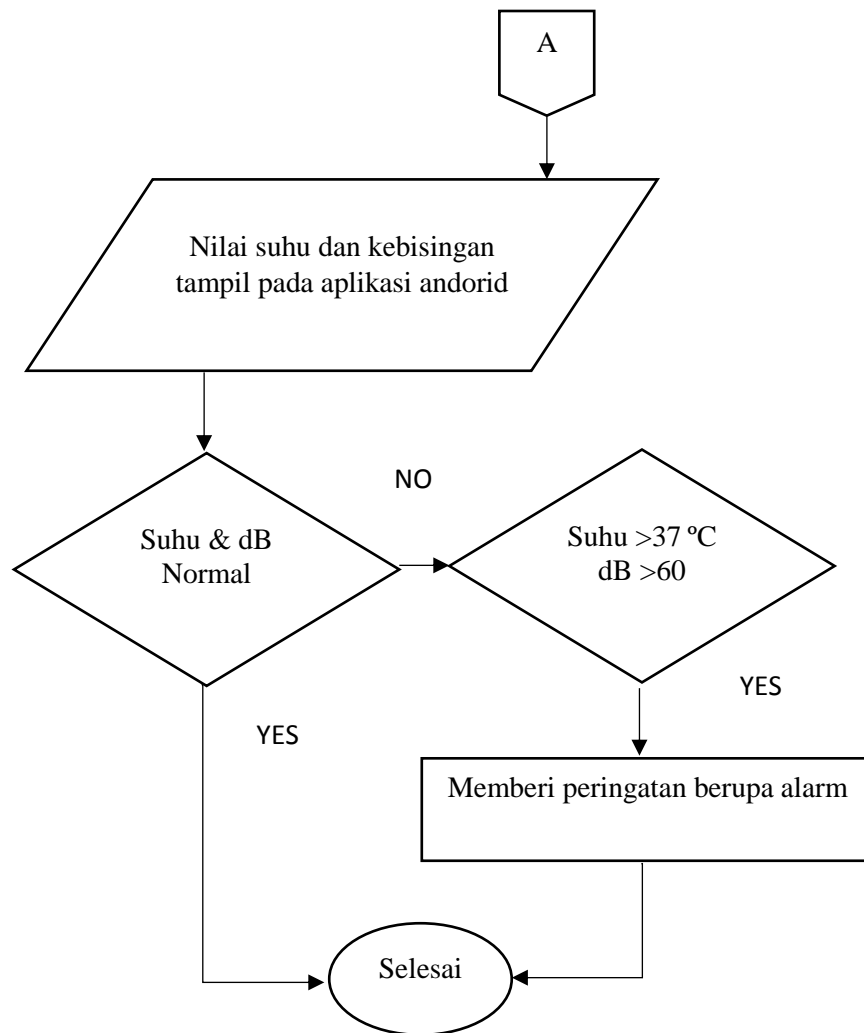 A
Nilai suhu dan kebisingan
tampil pada aplikasi andorid
NO
Suhu & dB
Normal
Suhu >37 ºC
dB >60
YES
YES
Memberi peringatan berupa alarm
Selesai